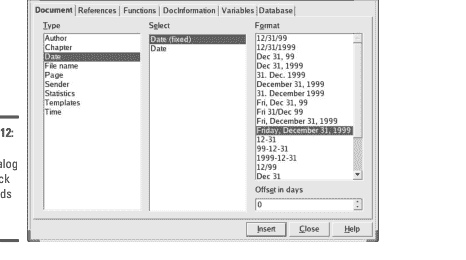 Document References Functions DocInformation Variables Database
Type
Author
Chapter
Date
File name
Page
Sender
Statistics
Templates
Time
Select
Date (fixed)
Date
Format
12/31/99
12/31/1999
Dec 31, 99
Dec 31, 1999
31. Dec. 1999
December 31, 1999
31. December 1999
Fri, Dec 31, 99
Fri 31/Dec 99
Fri, December 31, 1999
Friday, December 31, 1999
12-31
99-12-31
1999-12-31
12/99
Dec 31
Offset in days
0
Insert Close Help
12:
alog
ck
ds